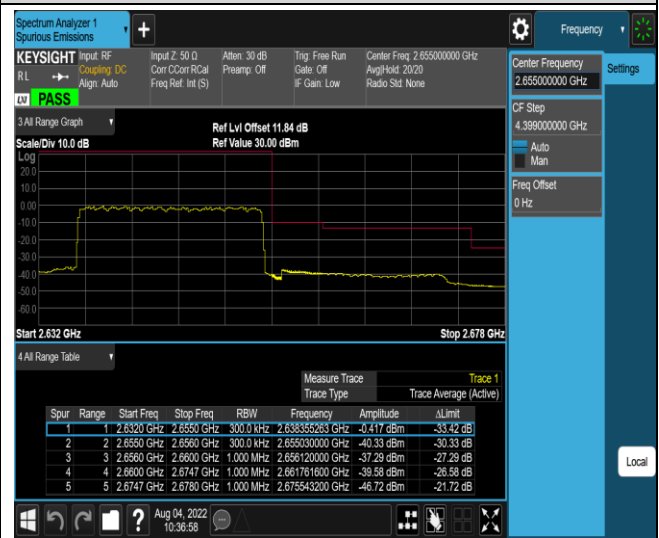 Spectrum Analyzer 1
Spurious Emissions
Frequency
KEYSIGHT
RL
Input: RF
Coupling: DC
Align: Auto
Input Z: 50 Ω
Corr CCorr RCal
Freq Ref: Int (S)
Atten: 30 dB
Preamp: Off
Trig: Free Run
Gate: Off
IF Gain: Low
Center Freq: 2.655000000 GHz
Avg|Hold: 20/20
Radio Std: None
LXI PASS
3 All Range Graph
Scale/Div 10.0 dB
Ref Lvl Offset 11.84 dB
Ref Value 30.00 dBm
Log
20.0
10.0
0.00
-10.0
-20.0
-30.0
-40.0
-50.0
-60.0
Start 2.632 GHz
Stop 2.678 GHz
4 All Range Table
Measure Trace Trace 1
Trace Type Trace Average (Active)
Spur Range Start Freq Stop Freq RBW Frequency Amplitude ΔLimit
1 1 2.6320 GHz 2.6550 GHz 300.0 kHz 2.638355263 GHz -0.417 dBm -33.42 dB
2 2 2.6550 GHz 2.6560 GHz 300.0 kHz 2.655030000 GHz -40.33 dBm -30.33 dB
3 3 2.6560 GHz 2.6600 GHz 1.000 MHz 2.656120000 GHz -37.29 dBm -27.29 dB
4 4 2.6600 GHz 2.6747 GHz 1.000 MHz 2.661761600 GHz -39.58 dBm -26.58 dB
5 5 2.6747 GHz 2.6780 GHz 1.000 MHz 2.675543200 GHz -46.72 dBm -21.72 dB
Center Frequency
2.655000000 GHz
Settings
CF Step
4.399000000 GHz
Auto
Man
Freq Offset
0 Hz
Local
Aug 04, 2022
10:36:58